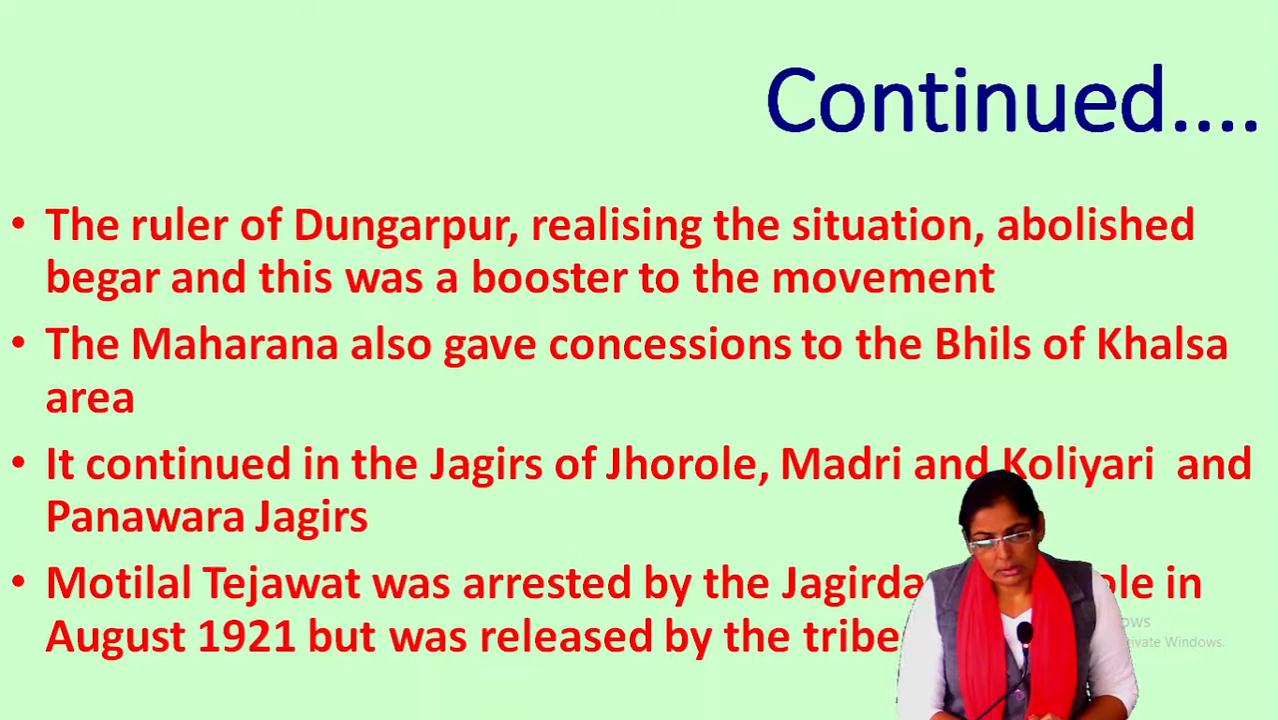 Continued....
• The ruler of Dungarpur, realising the situation, abolished
begar and this was a booster to the movement
• The Maharana also gave concessions to the Bhils of Khalsa
area
• It continued in the Jagirs of Jhorole, Madri and Koliyari and
Panawara Jagirs
• Motilal Tejawat was arrested by the in
August 1921 but was released by the